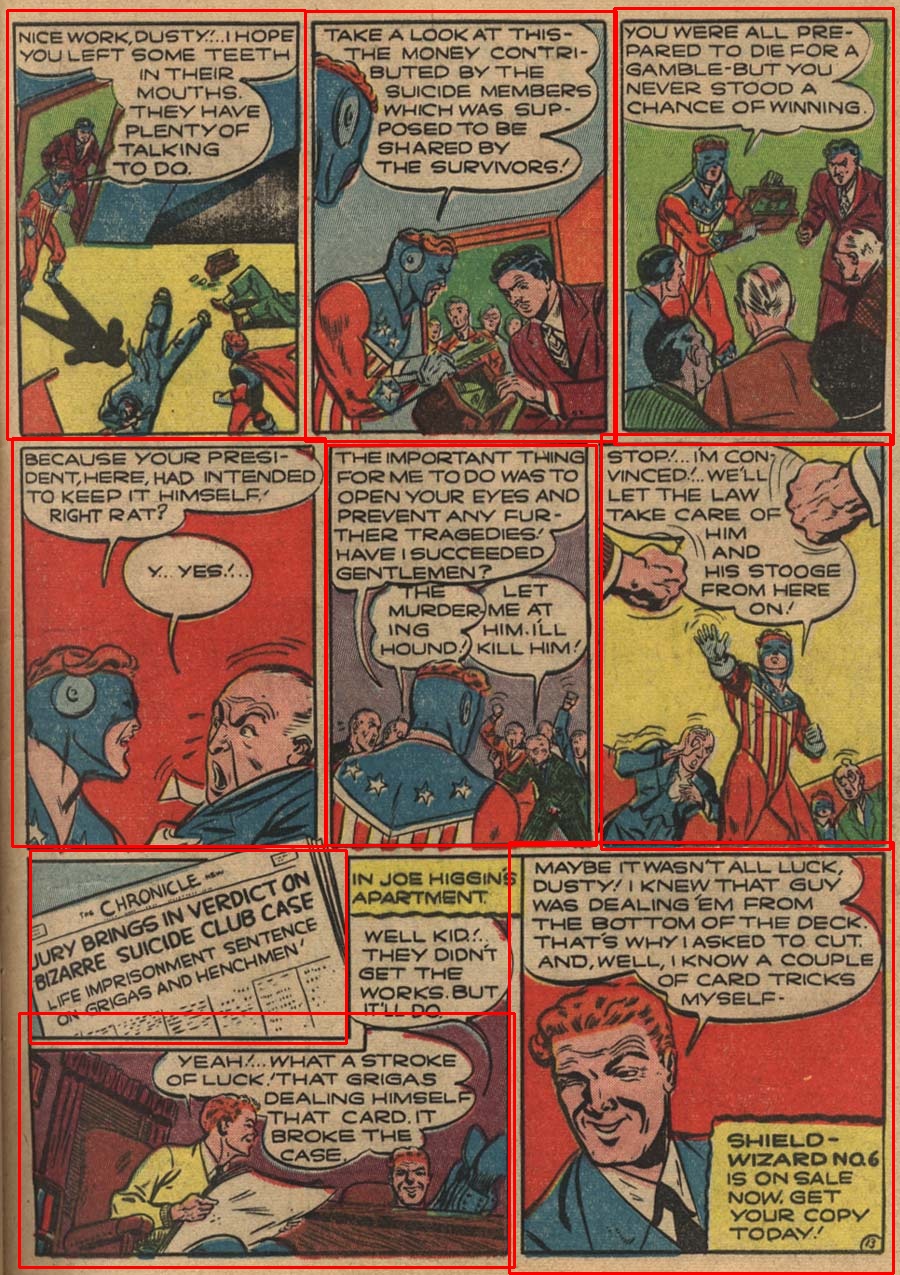 NICE WORK, DUSTY!...I HOPE
YOU LEFT SOME TEETH
IN THEIR
MOUTHS.
THEY HAVE
PLENTY OF
TALKING
TO DO.
TAKE A LOOK AT THIS-
THE MONEY CONTRI-
BUTED BY THE
SUICIDE MEMBERS
WHICH WAS SUP-
POSED TO BE
SHARED BY
THE SURVIVORS!
YOU WERE ALL PRE-
PARED TO DIE FOR A
GAMBLE-BUT YOU
NEVER STOOD A
CHANCE OF WINNING.
BECAUSE YOUR PRESI-
DENT, HERE, HAD INTENDED
TO KEEP IT HIMSELF!
RIGHT RAT?
Y... YES!...
THE IMPORTANT THING
FOR ME TO DO WAS TO
OPEN YOUR EYES AND
PREVENT ANY FUR-
THER TRAGEDIES!
HAVE I SUCCEEDED
GENTLEMEN?
THE
MURDER-
ING
HOUND!
LET
ME AT
HIM. I'LL
KILL HIM!
STOP!...I'M CON-
VINCED!...WE'LL
LET THE LAW
TAKE CARE OF
HIM
AND
HIS STOOGE
FROM HERE
ON!
THE CHRONICLE NEW
JURY BRINGS IN VERDICT ON
BIZARRE SUICIDE CLUB CASE
LIFE IMPRISONMENT SENTENCE
ON GRIGAS AND HENCHMEN!
IN JOE HIGGIN'S
APARTMENT.
WELL KID!..
THEY DIDN'T
GET THE
WORKS. BUT
IT'LL DO.
YEAH!...WHAT A STROKE
OF LUCK! THAT GRIGAS
DEALING HIMSELF
THAT CARD. IT
BROKE THE
CASE.
MAYBE IT WASN'T ALL LUCK,
DUSTY! I KNEW THAT GUY
WAS DEALING 'EM FROM
THE BOTTOM OF THE DECK.
THAT'S WHY I ASKED TO CUT.
AND, WELL, I KNOW A COUPLE
OF CARD TRICKS
MYSELF-
SHIELD-
WIZARD NO.6
IS ON SALE
NOW. GET
YOUR COPY
TODAY!
13